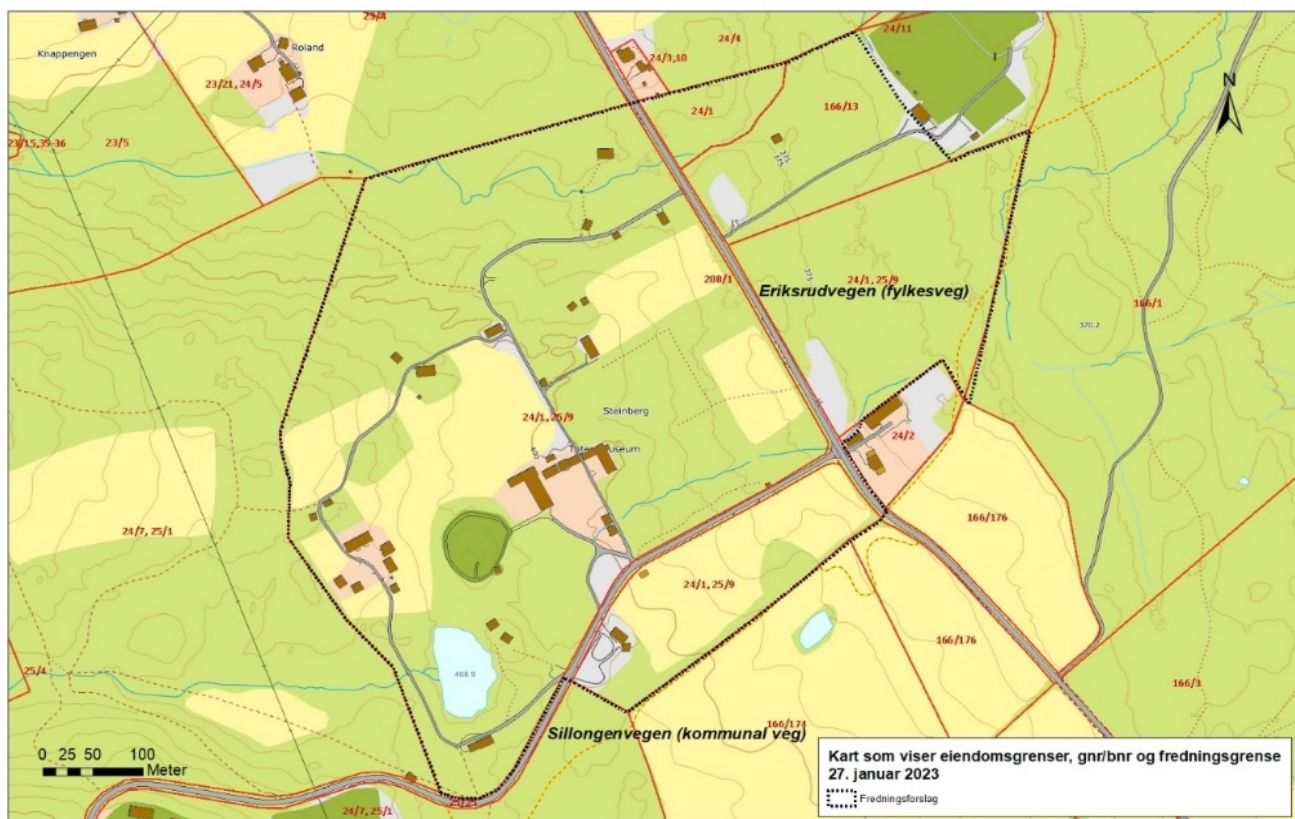 23/4
24/11
Knappengen
Roland
24/4
24/3,10
23/21, 24/5
N
24/1
166/13
23/15,35-36
23/5
208/1
24/1, 25/9
375
Eriksrudvegen (fylkesveg)
166/1
370.2
24/1, 25/9
Steinberg
24/2
24/7, 25/1
166/176
24/1, 25/9
166/176
25/4
408.9
166/3
166/174
Sillongenvegen (kommunal veg)
0 25 50 100
Meter
24/7, 25/1
Kart som viser eiendomsgrenser, gnr/bnr og fredningsgrense
27. januar 2023
Fredningsforslag